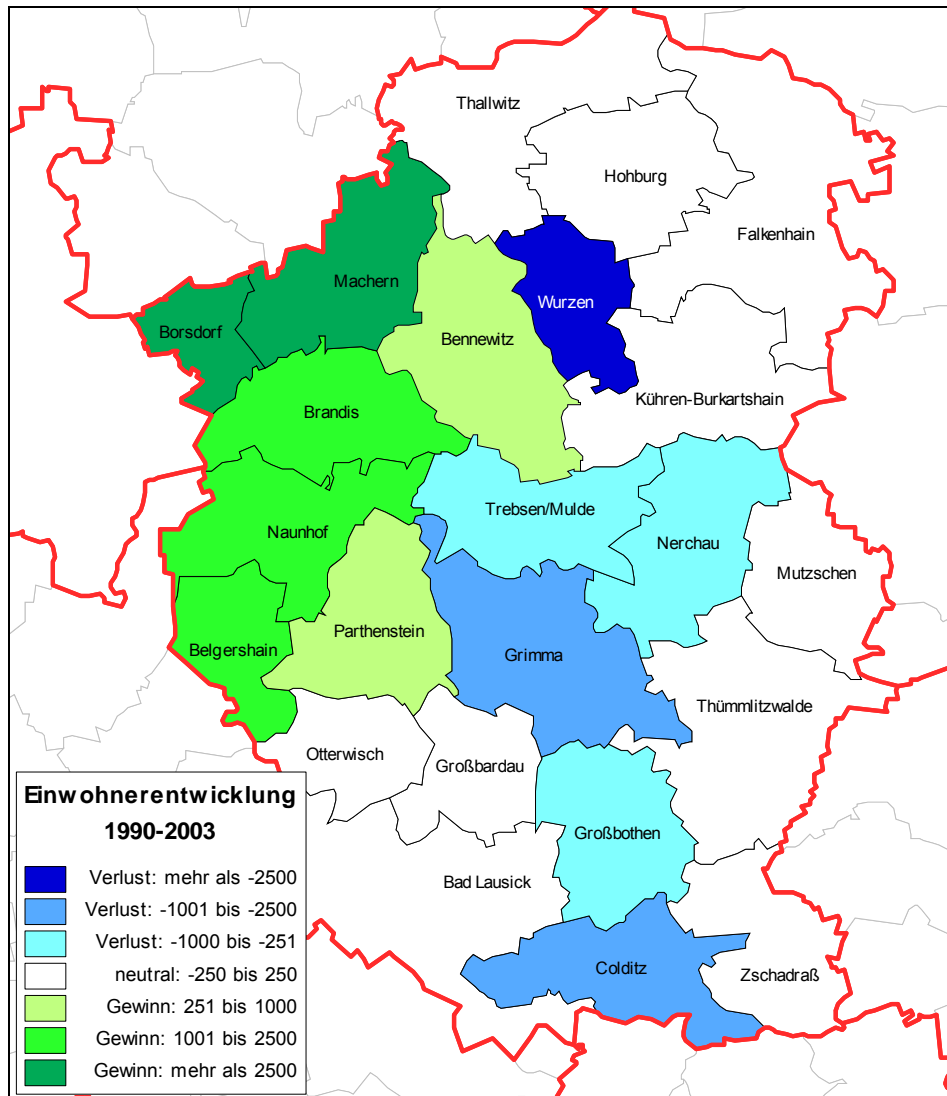 Thallwitz
Hohburg
Falkenhain
Machern
Wurzen
Borsdorf
Bennewitz
Kühren-Burkartshain
Brandis
Trebsen/Mulde
Naunhof
Nerchau
Mutzschen
Parthenstein
Belgershain
Grimma
Thümmlitzwalde
Otterwisch
Großbardau
Großbothen
Bad Lausick
Colditz
Zschadraß
Einwohnerentwicklung
1990-2003
Verlust: mehr als -2500
Verlust: -1001 bis -2500
Verlust: -1000 bis -251
neutral: -250 bis 250
Gewinn: 251 bis 1000
Gewinn: 1001 bis 2500
Gewinn: mehr als 2500